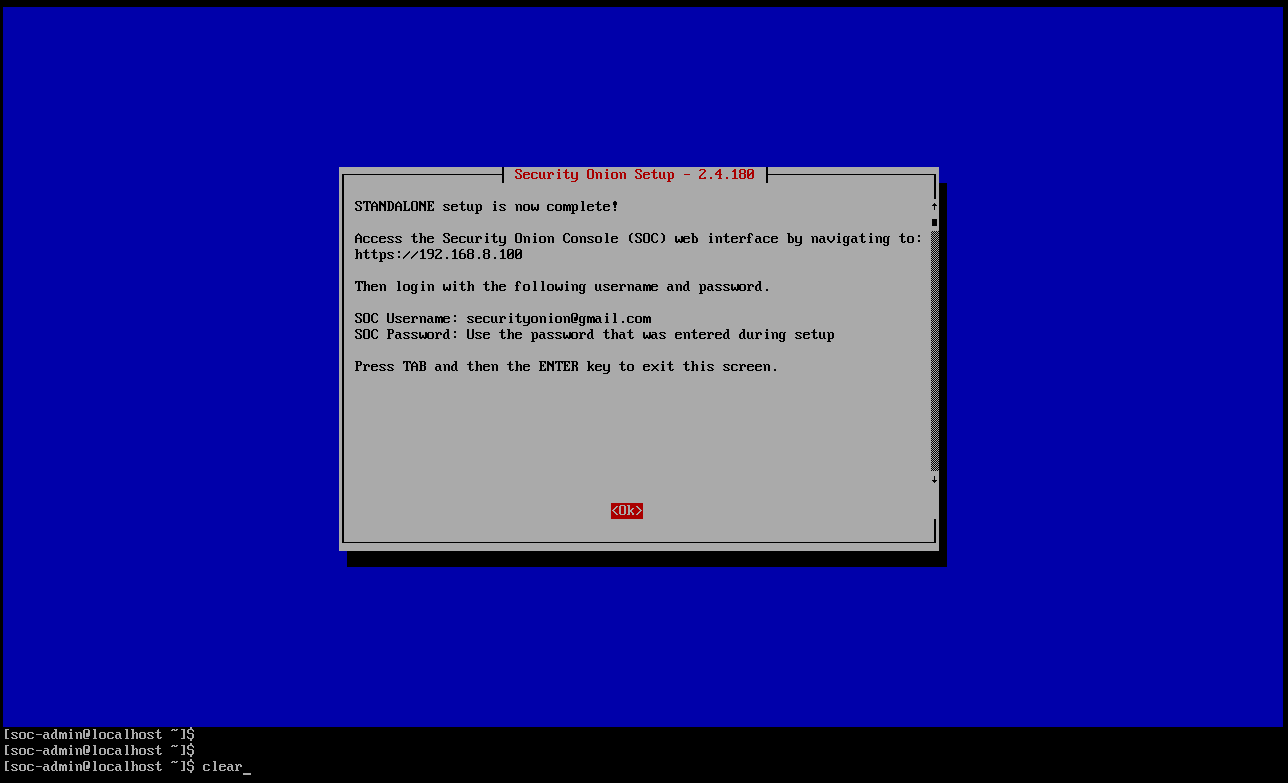 Security Onion Setup - 2.4.180
STANDALONE setup is now complete!
Access the Security Onion Console (SOC) web interface by navigating to:
https://192.168.8.100
Then login with the following username and password.
SOC Username: securityonion@gmail.com
SOC Password: Use the password that was entered during setup
Press TAB and then the ENTER key to exit this screen.
<Ok>
[soc-admin@localhost ~]$
[soc-admin@localhost ~]$
[soc-admin@localhost ~]$ clear_